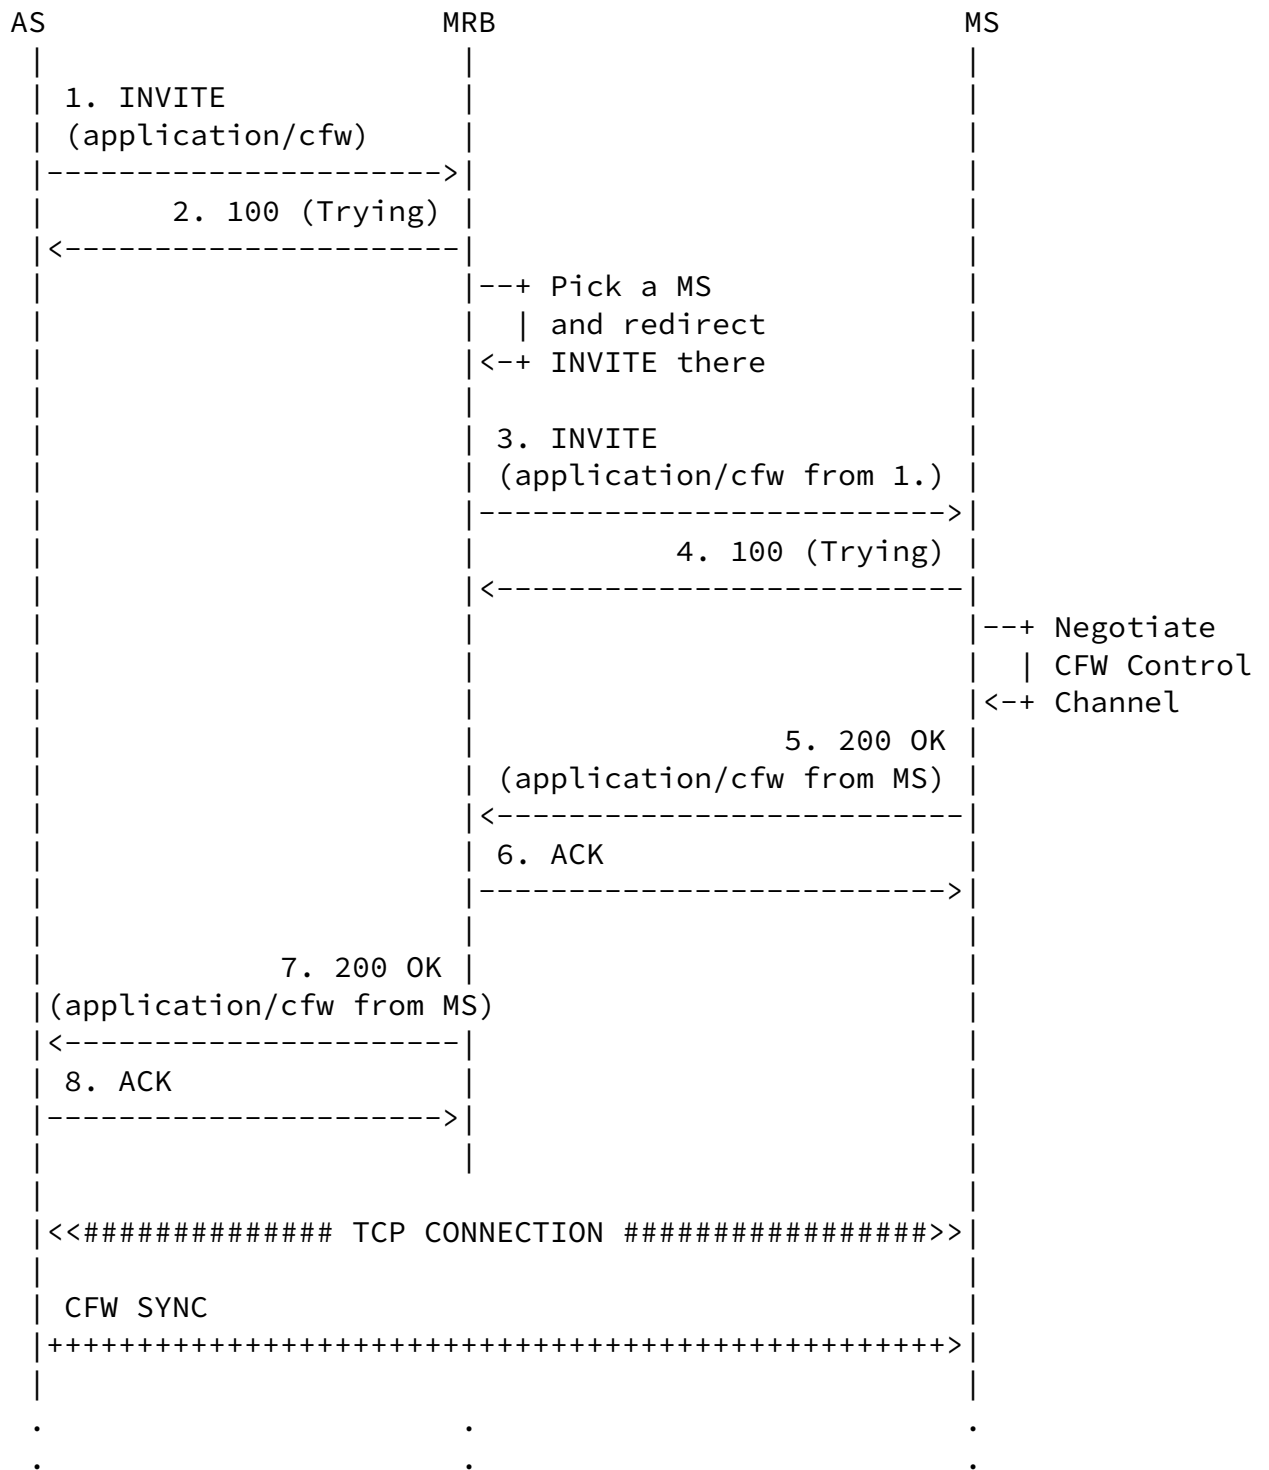 AS MRB MS
1. INVITE
(application/cfw)
2. 100 (Trying)
--+ Pick a MS
| and redirect
<-+ INVITE there
3. INVITE
(application/cfw from 1.)
4. 100 (Trying)
--+ Negotiate
| CFW Control
<-+ Channel
5. 200 OK
(application/cfw from MS)
6. ACK
7. 200 OK
(application/cfw from MS)
8. ACK
<<############## TCP CONNECTION #################>>
CFW SYNC